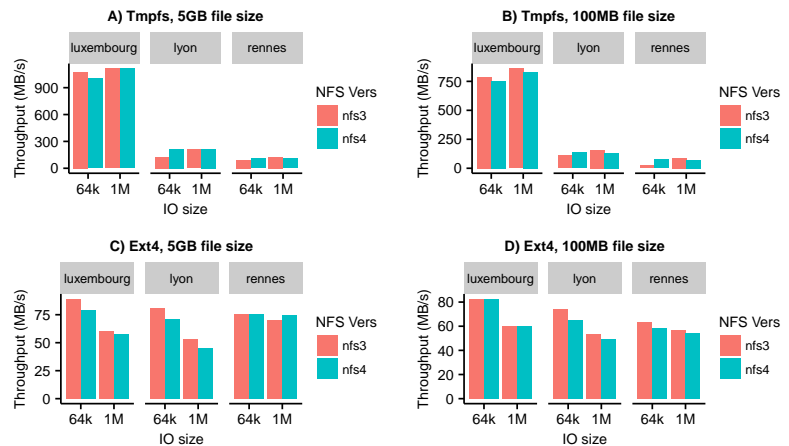 A) Tmpfs, 5GB file size
luxembourg lyon rennes
Throughput (MB/s)
900
600
300
0
64k 1M 64k 1M 64k 1M
IO size
NFS Vers
nfs3
nfs4
B) Tmpfs, 100MB file size
luxembourg lyon rennes
Throughput (MB/s)
750
500
250
0
64k 1M 64k 1M 64k 1M
IO size
NFS Vers
nfs3
nfs4
C) Ext4, 5GB file size
luxembourg lyon rennes
Throughput (MB/s)
75
50
25
0
64k 1M 64k 1M 64k 1M
IO size
NFS Vers
nfs3
nfs4
D) Ext4, 100MB file size
luxembourg lyon rennes
Throughput (MB/s)
80
60
40
20
0
64k 1M 64k 1M 64k 1M
IO size
NFS Vers
nfs3
nfs4